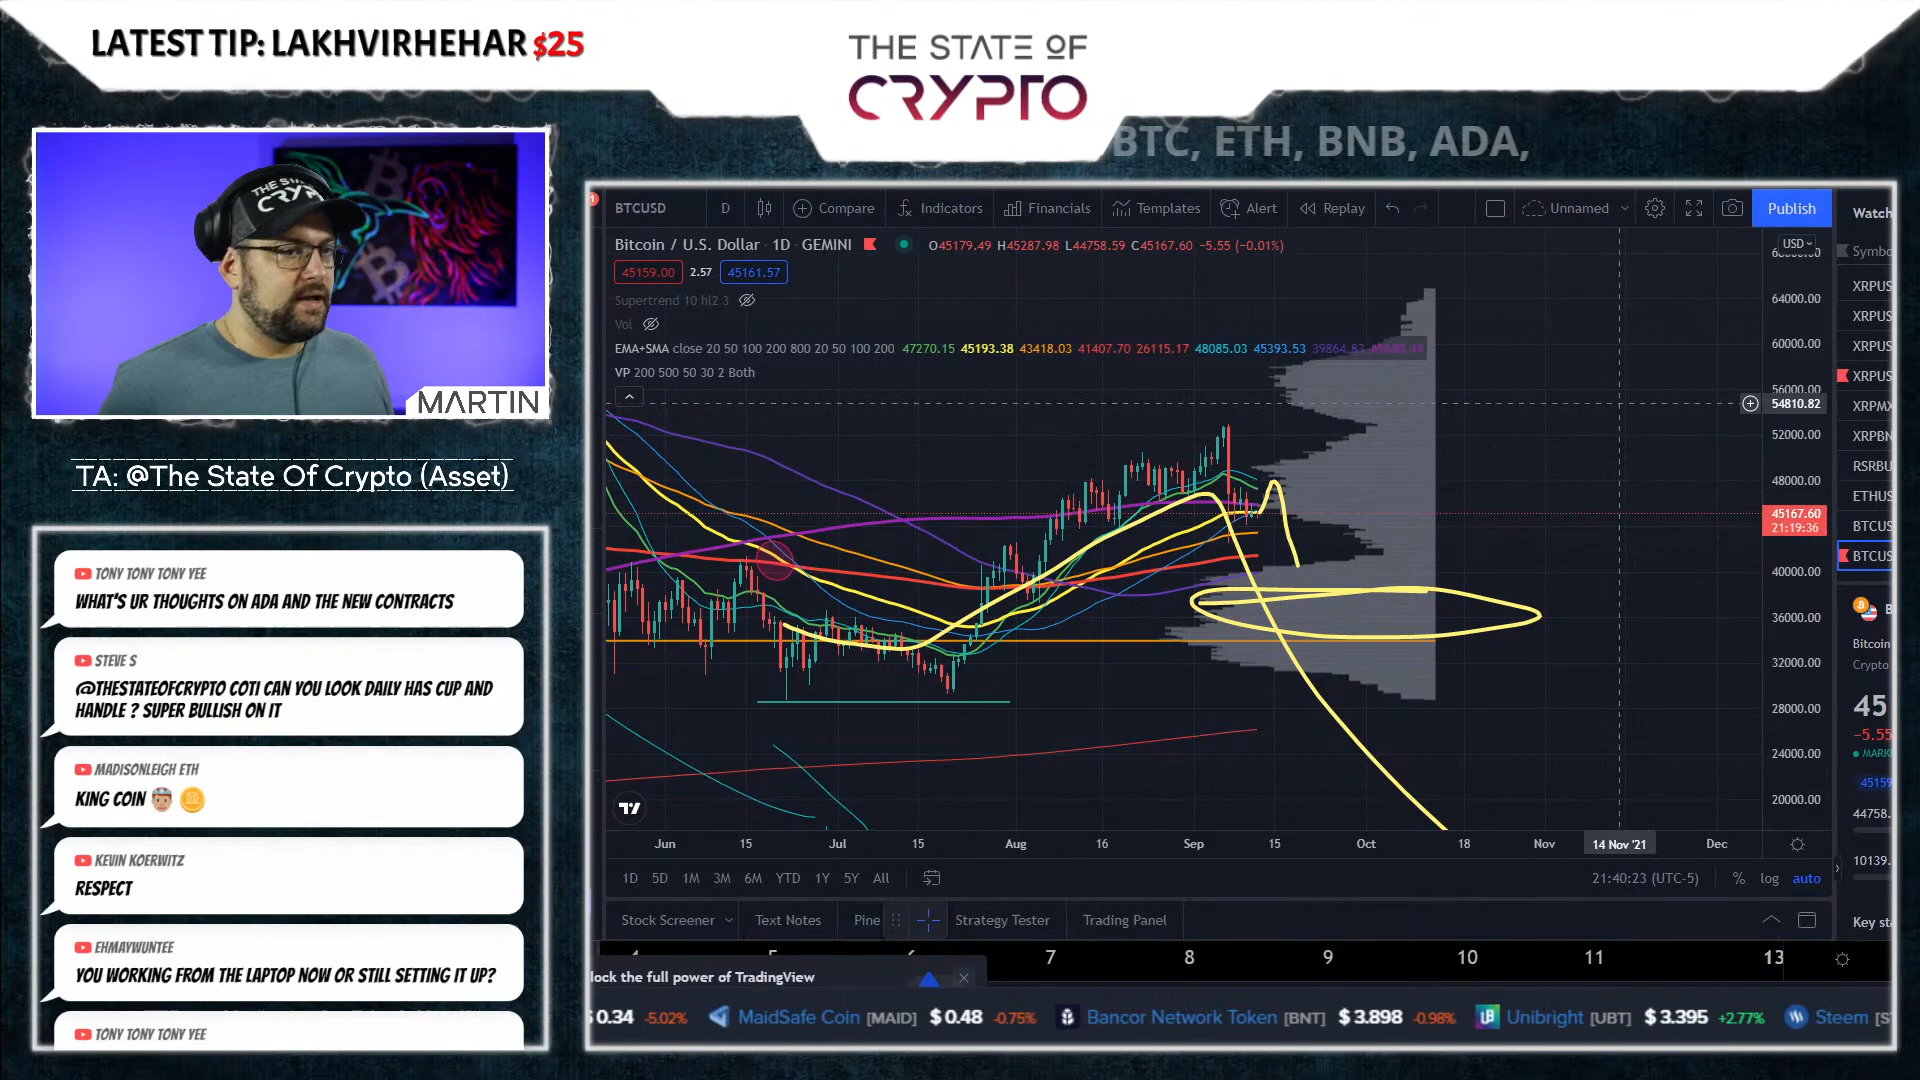 LATEST TIP: LAKHVIRHEHAR $25
THE STATE OF
CRYPTO
BTC, ETH, BNB, ADA,
MARTIN
TA: @The State Of Crypto (Asset)
TONY TONY TONY YEE
WHAT'S UR THOUGHTS ON ADA AND THE NEW CONTRACTS
STEVE S
@THESTATEOFCRYPTO COTI CAN YOU LOOK DAILY HAS CUP AND
HANDLE ? SUPER BULLISH ON IT
MADISONLEIGH ETH
KING COIN
KEVIN KOERWITZ
RESPECT
EHMAYWUNTEE
YOU WORKING FROM THE LAPTOP NOW OR STILL SETTING IT UP?
TONY TONY TONY YEE
BTCUSD D Compare Indicators Financials Templates Alert Replay Unnamed Publish
Bitcoin / U.S. Dollar · 1D · GEMINI O45179.49 H45287.98 L44758.59 C45167.60 −5.55 (−0.01%)
45159.00 2.57 45161.57
Supertrend 10 hl2 3
Vol
EMA+SMA close 20 50 100 200 800 20 50 100 200 47270.15 45193.38 43418.03 41407.70 26115.17 48085.03 45393.53
VP 200 500 50 30 2 Both
USD
64000.00
60000.00
56000.00
54810.82
52000.00
48000.00
45167.60
21:19:36
40000.00
36000.00
32000.00
28000.00
24000.00
20000.00
Jun 15 Jul 15 Aug 16 Sep 15 Oct 18 Nov 14 Nov '21 Dec
1D 5D 1M 3M 6M YTD 1Y 5Y All 21:40:23 (UTC-5) % log auto
Stock Screener Text Notes Pine Strategy Tester Trading Panel
7 8 9 10 11 13
lock the full power of TradingView
Watch
Symbo
XRPUS
XRPUS
XRPUS
XRPUS
XRPMX
XRPBN
RSRBU
ETHUS
BTCUS
BTCUS
B
Bitcoin
Crypto
45
−5.55
MARK
45159
44758.
10139.
Key sta
0.34 -5.02% MaidSafe Coin [MAID] $ 0.48 -0.75% Bancor Network Token [BNT] $ 3.898 -0.98% Unibright [UBT] $ 3.395 +2.77% Steem [S